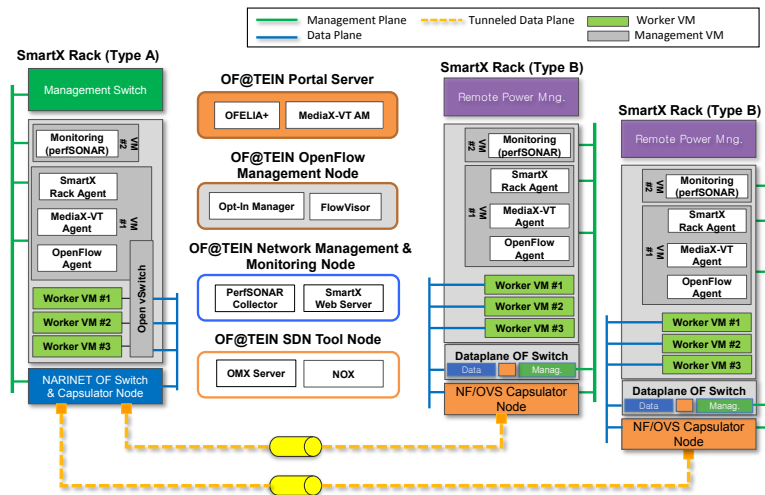 Management Plane
Tunneled Data Plane
Worker VM
Data Plane
Management VM
SmartX Rack (Type A)
Management Switch
Monitoring
(perfSONAR)
VM
#2
SmartX
Rack Agent
MediaX-VT
Agent
VM
#1
OpenFlow
Agent
Open vSwitch
Worker VM #1
Worker VM #2
Worker VM #3
NARINET OF Switch
& Capsulator Node
OF@TEIN Portal Server
OFELIA+
MediaX-VT AM
OF@TEIN OpenFlow
Management Node
Opt-In Manager
FlowVisor
OF@TEIN Network Management &
Monitoring Node
PerfSONAR
Collector
SmartX
Web Server
OF@TEIN SDN Tool Node
OMX Server
NOX
SmartX Rack (Type B)
Remote Power Mng.
VM
#2
Monitoring
(perfSONAR)
SmartX
Rack Agent
VM
#1
MediaX-VT
Agent
OpenFlow
Agent
Worker VM #1
Worker VM #2
Worker VM #3
Dataplane OF Switch
Data
Manag.
NF/OVS Capsulator
Node
SmartX Rack (Type B)
Remote Power Mng.
VM
#2
Monitoring
(perfSONAR)
SmartX
Rack Agent
VM
#1
MediaX-VT
Agent
OpenFlow
Agent
Worker VM #1
Worker VM #2
Worker VM #3
Dataplane OF Switch
Data
Manag.
NF/OVS Capsulator
Node